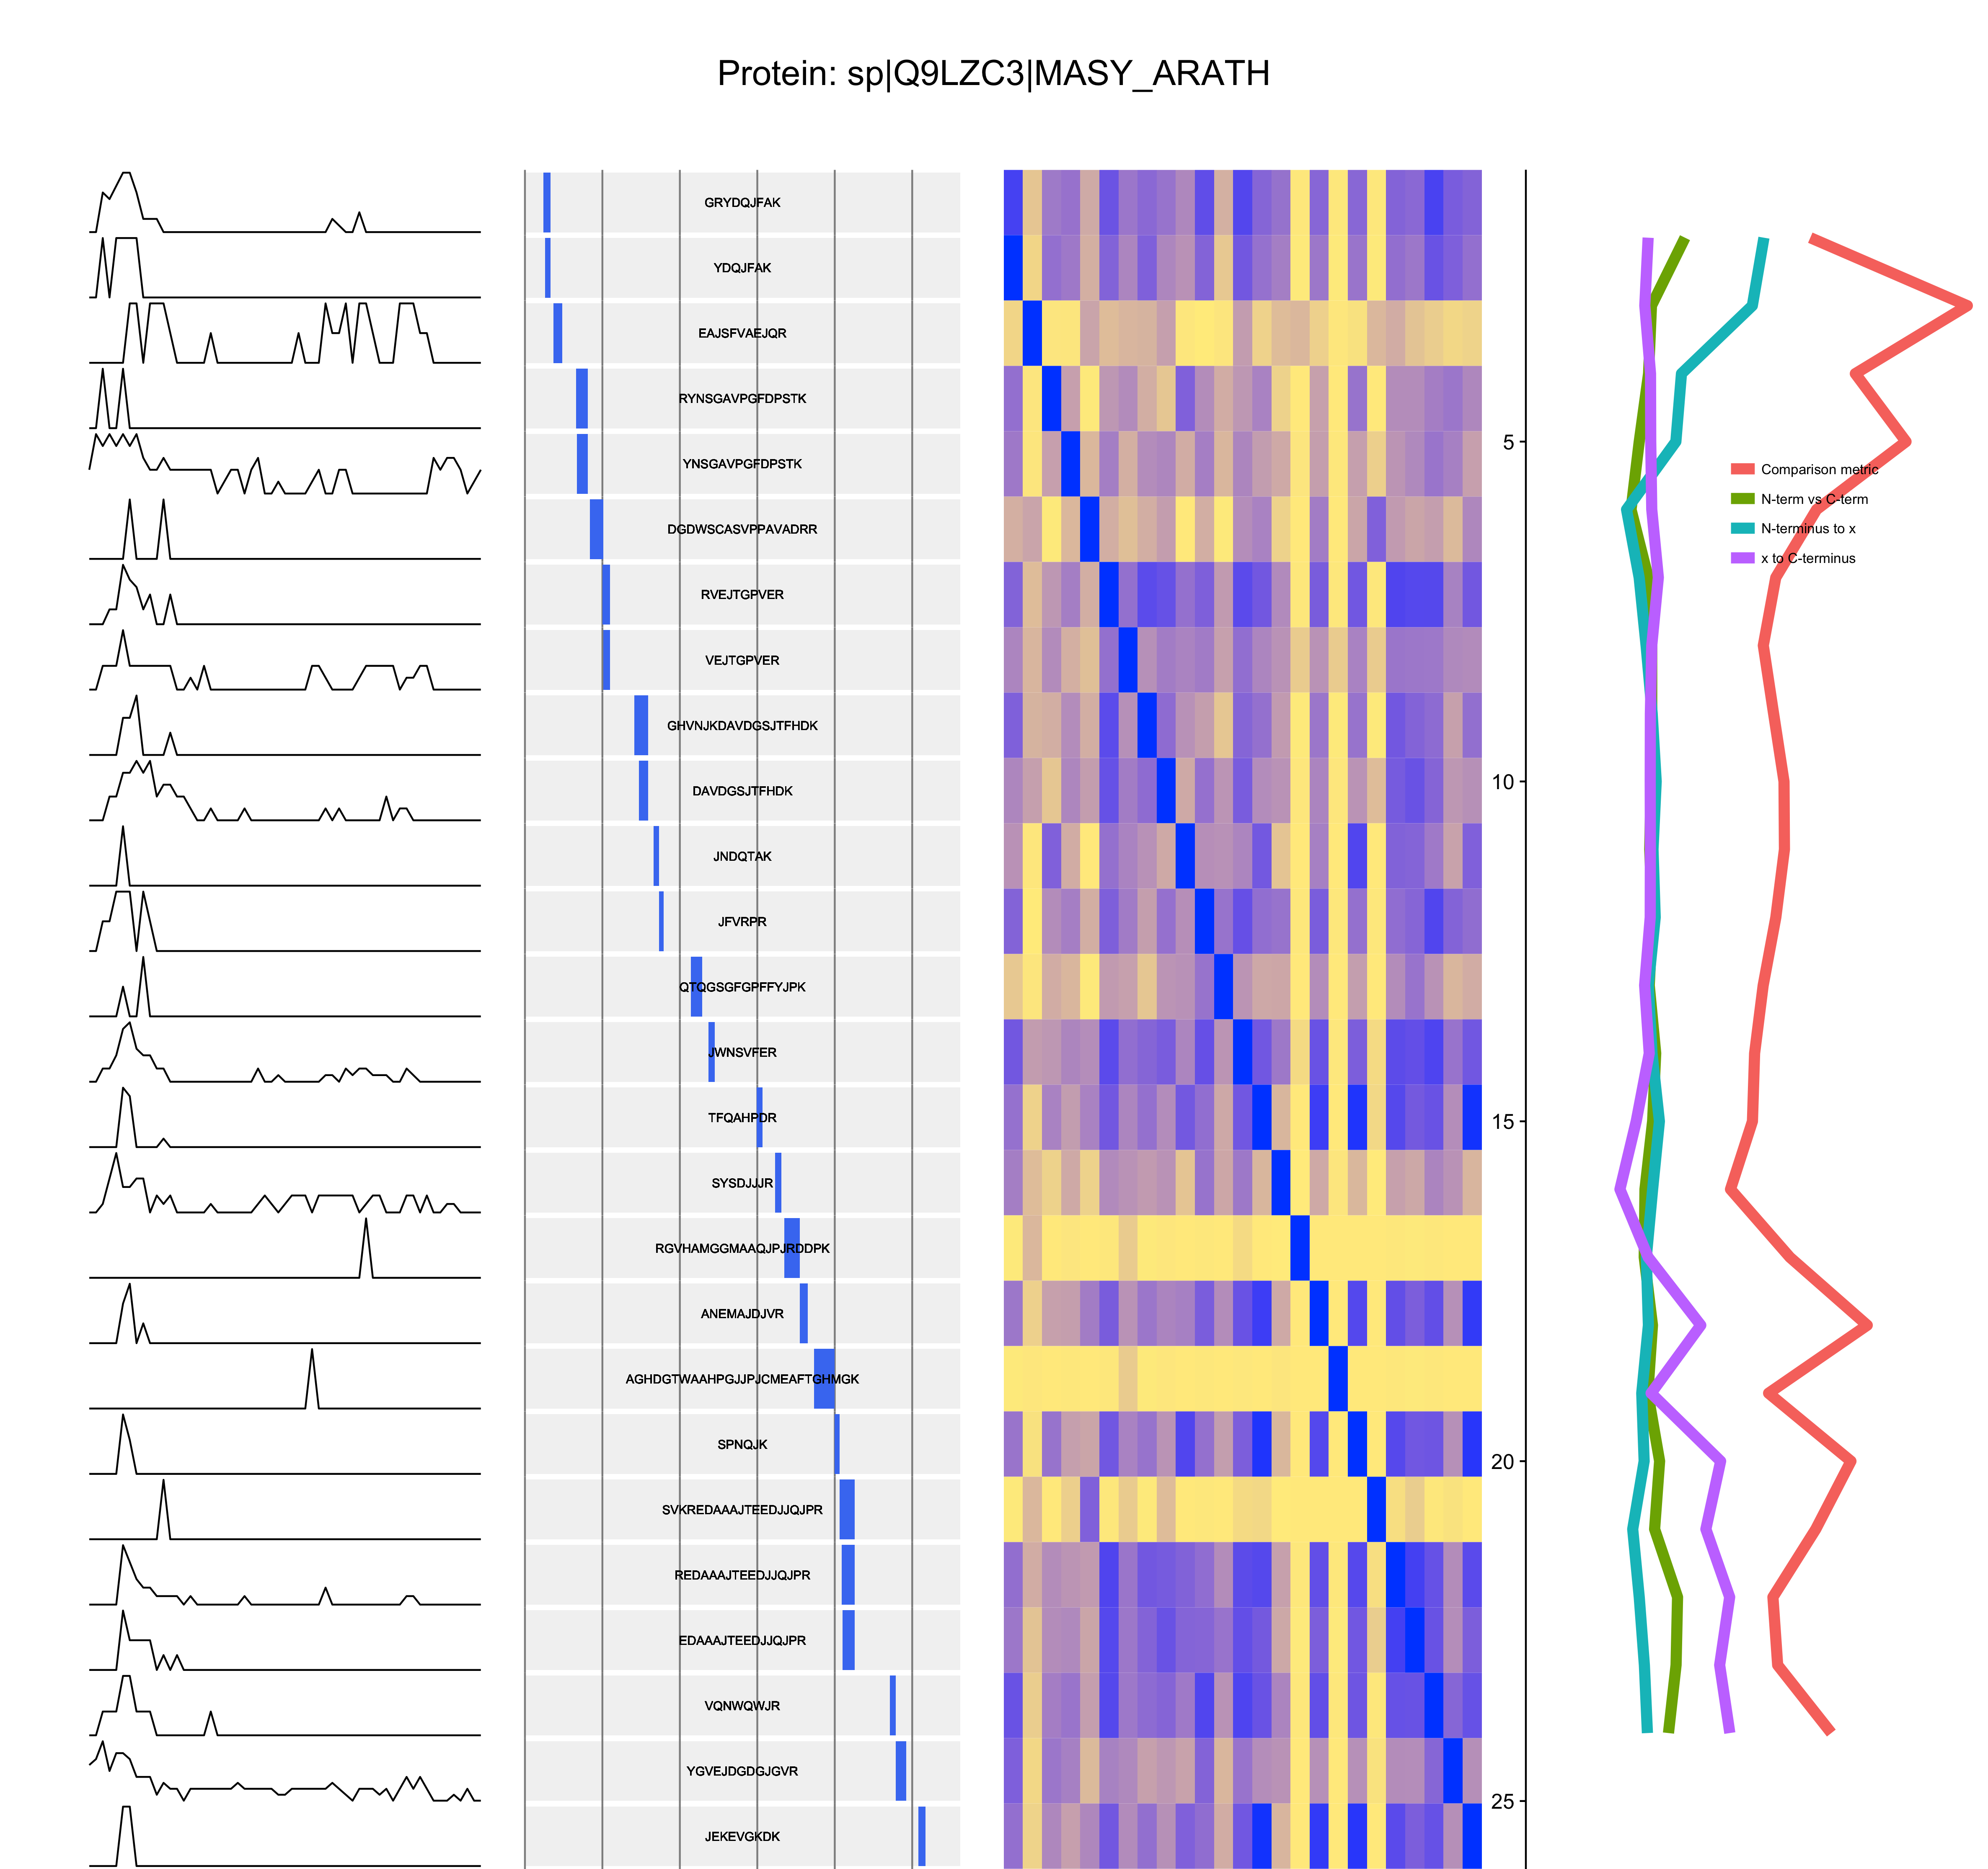 Protein: sp|Q9LZC3|MASY_ARATH
GRYDQJFAK
YDQJFAK
EAJSFVAEJQR
RYNSGAVPGFDPSTK
YNSGAVPGFDPSTK
DGDWSCASVPPAVADRR
RVEJTGPVER
VEJTGPVER
GHVNJKDAVDGSJTFHDK
DAVDGSJTFHDK
JNDQTAK
JFVRPR
QTQGSGFGPFFYJPK
JWNSVFER
TFQAHPDR
SYSDJJJR
RGVHAMGGMAAQJPJRDDPK
ANEMAJDJVR
AGHDGTWAAHPGJJPJCMEAFTGHMGK
SPNQJK
SVKREDAAAJTEEDJJQJPR
REDAAAJTEEDJJQJPR
EDAAAJTEEDJJQJPR
VQNWQWJR
YGVEJDGDGJGVR
JEKEVGKDK
5
10
15
20
25
Comparison metric
N-term vs C-term
N-terminus to x
x to C-terminus